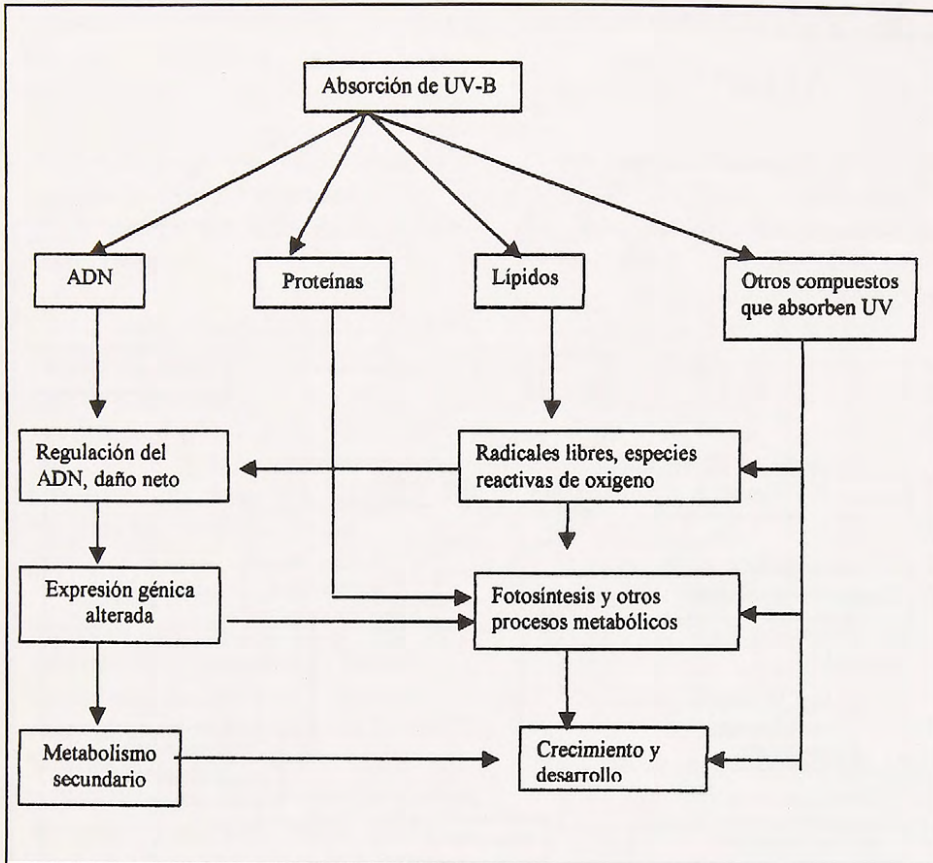 Absorción de UV-B
ADN
Proteínas
Lípidos
Otros compuestos
que absorben UV
Regulación del
ADN, daño neto
Radicales libres, especies
reactivas de oxigeno
Expresión génica
alterada
Fotosíntesis y otros
procesos metabólicos
Metabolismo
secundario
Crecimiento y
desarrollo